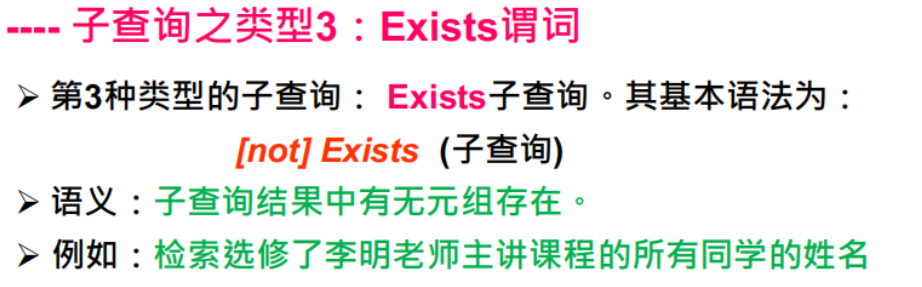 ---- 子查询之类型3：Exists谓词
➢ 第3种类型的子查询： Exists子查询。其基本语法为：
[not] Exists (子查询)
➢ 语义：子查询结果中有无元组存在。
➢ 例如：检索选修了李明老师主讲课程的所有同学的姓名